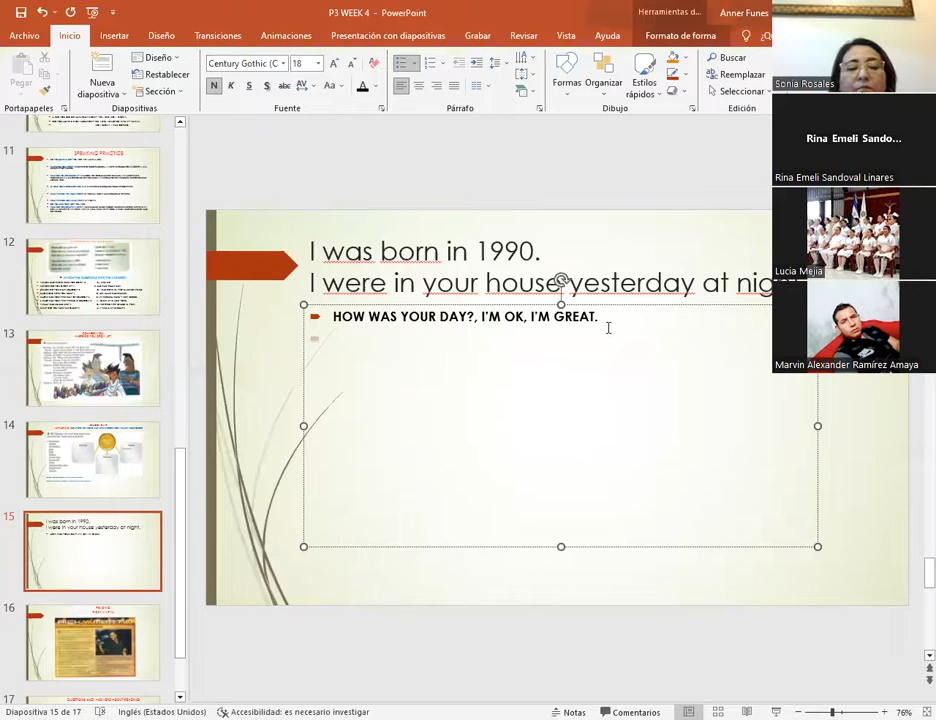 P3 WEEK 4 - PowerPoint
Herramientas d...
Anner Funes
Archivo
Inicio
Insertar
Diseño
Transiciones
Animaciones
Presentación con diapositivas
Grabar
Revisar
Vista
Ayuda
Formato de forma
¿Q
Pegar
Nueva diapositiva
Diseño
Restablecer
Sección
Century Gothic (C
18
N K S S abc AV Aa A
Formas
Organizar
Estilos rápidos
Buscar
Reemplazar
Seleccionar
Portapapeles
Diapositivas
Fuente
Párrafo
Dibujo
Edición
Sonia Rosales
Rina Emeli Sando...
Rina Emeli Sandoval Linares
Lucia Mejia
Marvin Alexander Ramírez Amaya
11
SPEAKING PRACTICE
12
13
14
15
I was born in 1990.
I were in your house yesterday at night.
16
17
I was born in 1990.
I were in your house yesterday at nig
HOW WAS YOUR DAY?, I'M OK, I'M GREAT.
Diapositiva 15 de 17
Inglés (Estados Unidos)
Accesibilidad: es necesario investigar
Notas
Comentarios
76%